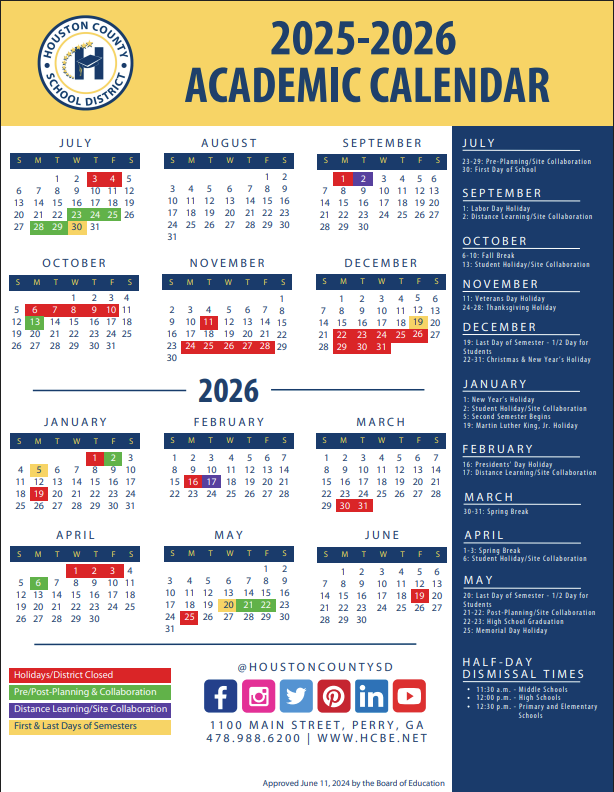 HOUSTON COUNTY
SCHOOL DISTRICT
H
2025-2026
ACADEMIC CALENDAR
JULY
S M T W T F S
1 2 3 4 5
6 7 8 9 10 11 12
13 14 15 16 17 18 19
20 21 22 23 24 25 26
27 28 29 30 31
AUGUST
S M T W T F S
1 2
3 4 5 6 7 8 9
10 11 12 13 14 15 16
17 18 19 20 21 22 23
24 25 26 27 28 29 30
31
SEPTEMBER
S M T W T F S
1 2 3 4 5 6
7 8 9 10 11 12 13
14 15 16 17 18 19 20
21 22 23 24 25 26 27
28 29 30
OCTOBER
S M T W T F S
1 2 3 4
5 6 7 8 9 10 11
12 13 14 15 16 17 18
19 20 21 22 23 24 25
26 27 28 29 30 31
NOVEMBER
S M T W T F S
1
2 3 4 5 6 7 8
9 10 11 12 13 14 15
16 17 18 19 20 21 22
23 24 25 26 27 28 29
30
DECEMBER
S M T W T F S
1 2 3 4 5 6
7 8 9 10 11 12 13
14 15 16 17 18 19 20
21 22 23 24 25 26 27
28 29 30 31
2026
JANUARY
S M T W T F S
1 2 3
4 5 6 7 8 9 10
11 12 13 14 15 16 17
18 19 20 21 22 23 24
25 26 27 28 29 30 31
FEBRUARY
S M T W T F S
1 2 3 4 5 6 7
8 9 10 11 12 13 14
15 16 17 18 19 20 21
22 23 24 25 26 27 28
MARCH
S M T W T F S
1 2 3 4 5 6 7
8 9 10 11 12 13 14
15 16 17 18 19 20 21
22 23 24 25 26 27 28
29 30 31
APRIL
S M T W T F S
1 2 3 4
5 6 7 8 9 10 11
12 13 14 15 16 17 18
19 20 21 22 23 24 25
26 27 28 29 30
MAY
S M T W T F S
1 2
3 4 5 6 7 8 9
10 11 12 13 14 15 16
17 18 19 20 21 22 23
24 25 26 27 28 29 30
31
JUNE
S M T W T F S
1 2 3 4 5 6
7 8 9 10 11 12 13
14 15 16 17 18 19 20
21 22 23 24 25 26 27
28 29 30
Holidays/District Closed
Pre/Post-Planning & Collaboration
Distance Learning/Site Collaboration
First & Last Days of Semesters
@HOUSTONCOUNTYSD
1100 MAIN STREET, PERRY, GA
478.988.6200 | WWW.HCBE.NET
Approved June 11, 2024 by the Board of Education
JULY
23-29: Pre-Planning/Site Collaboration
30: First Day of School
SEPTEMBER
1: Labor Day Holiday
2: Distance Learning/Site Collaboration
OCTOBER
6-10: Fall Break
13: Student Holiday/Site Collaboration
NOVEMBER
11: Veterans Day Holiday
24-28: Thanksgiving Holiday
DECEMBER
19: Last Day of Semester - 1/2 Day for
Students
22-31: Christmas & New Year's Holiday
JANUARY
1: New Year's Holiday
2: Student Holiday/Site Collaboration
5: Second Semester Begins
19: Martin Luther King, Jr. Holiday
FEBRUARY
16: Presidents' Day Holiday
17: Distance Learning/Site Collaboration
MARCH
30-31: Spring Break
APRIL
1-3: Spring Break
6: Student Holiday/Site Collaboration
MAY
20: Last Day of Semester - 1/2 Day for
Students
21-22: Post-Planning/Site Collaboration
22-23: High School Graduation
25: Memorial Day Holiday
HALF-DAY
DISMISSAL TIMES
• 11:30 a.m. - Middle Schools
• 12:00 p.m. - High Schools
• 12:30 p.m. - Primary and Elementary
Schools